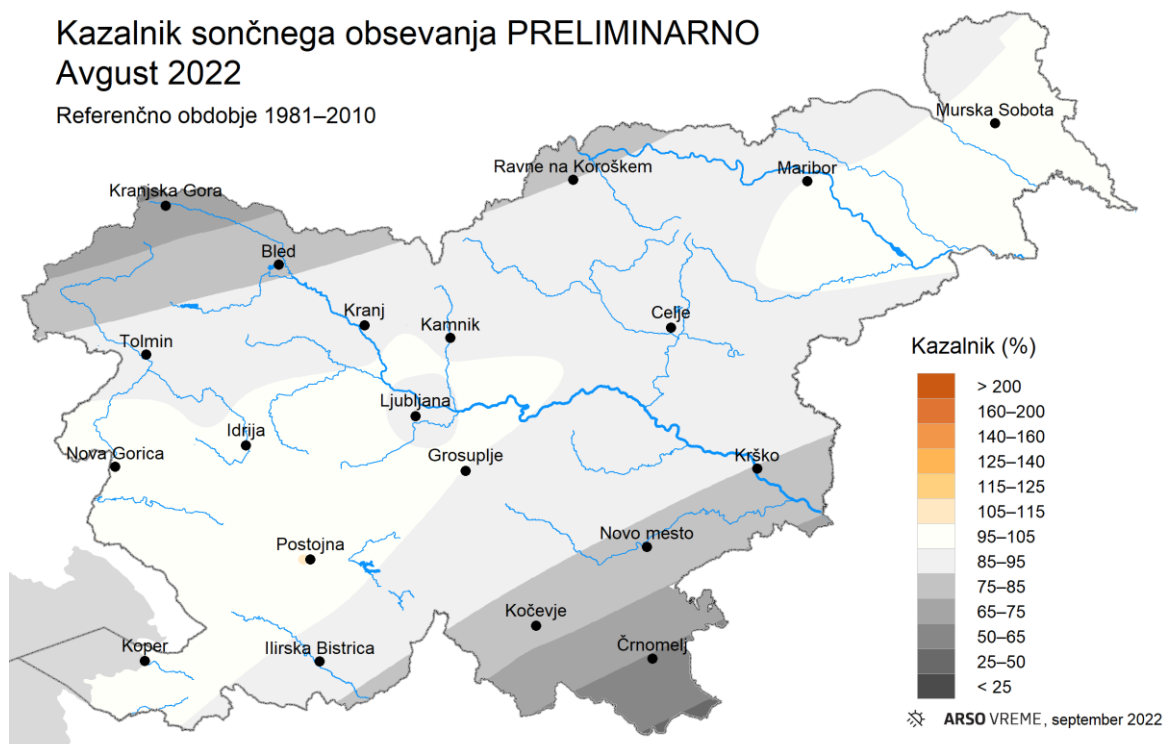 Kazalnik sončnega obsevanja PRELIMINARNO
Avgust 2022
Referenčno obdobje 1981–2010
Murska Sobota
Ravne na Koroškem
Maribor
Kranjska Gora
Bled
Kranj
Kamnik
Celje
Tolmin
Ljubljana
Idrija
Nova Gorica
Grosuplje
Krško
Postojna
Novo mesto
Kočevje
Koper
Ilirska Bistrica
Črnomelj
Kazalnik (%)
> 200
160–200
140–160
125–140
115–125
105–115
95–105
85–95
75–85
65–75
50–65
25–50
< 25
ARSO VREME, september 2022